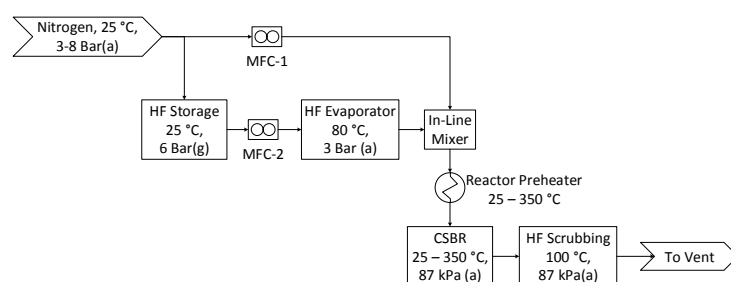 Nitrogen, 25 °C,
3-8 Bar(a)
MFC-1
HF Storage
25 °C,
6 Bar(g)
MFC-2
HF Evaporator
80 °C,
3 Bar (a)
In-Line
Mixer
Reactor Preheater
25 – 350 °C
CSBR
25 – 350 °C,
87 kPa (a)
HF Scrubbing
100 °C,
87 kPa(a)
To Vent